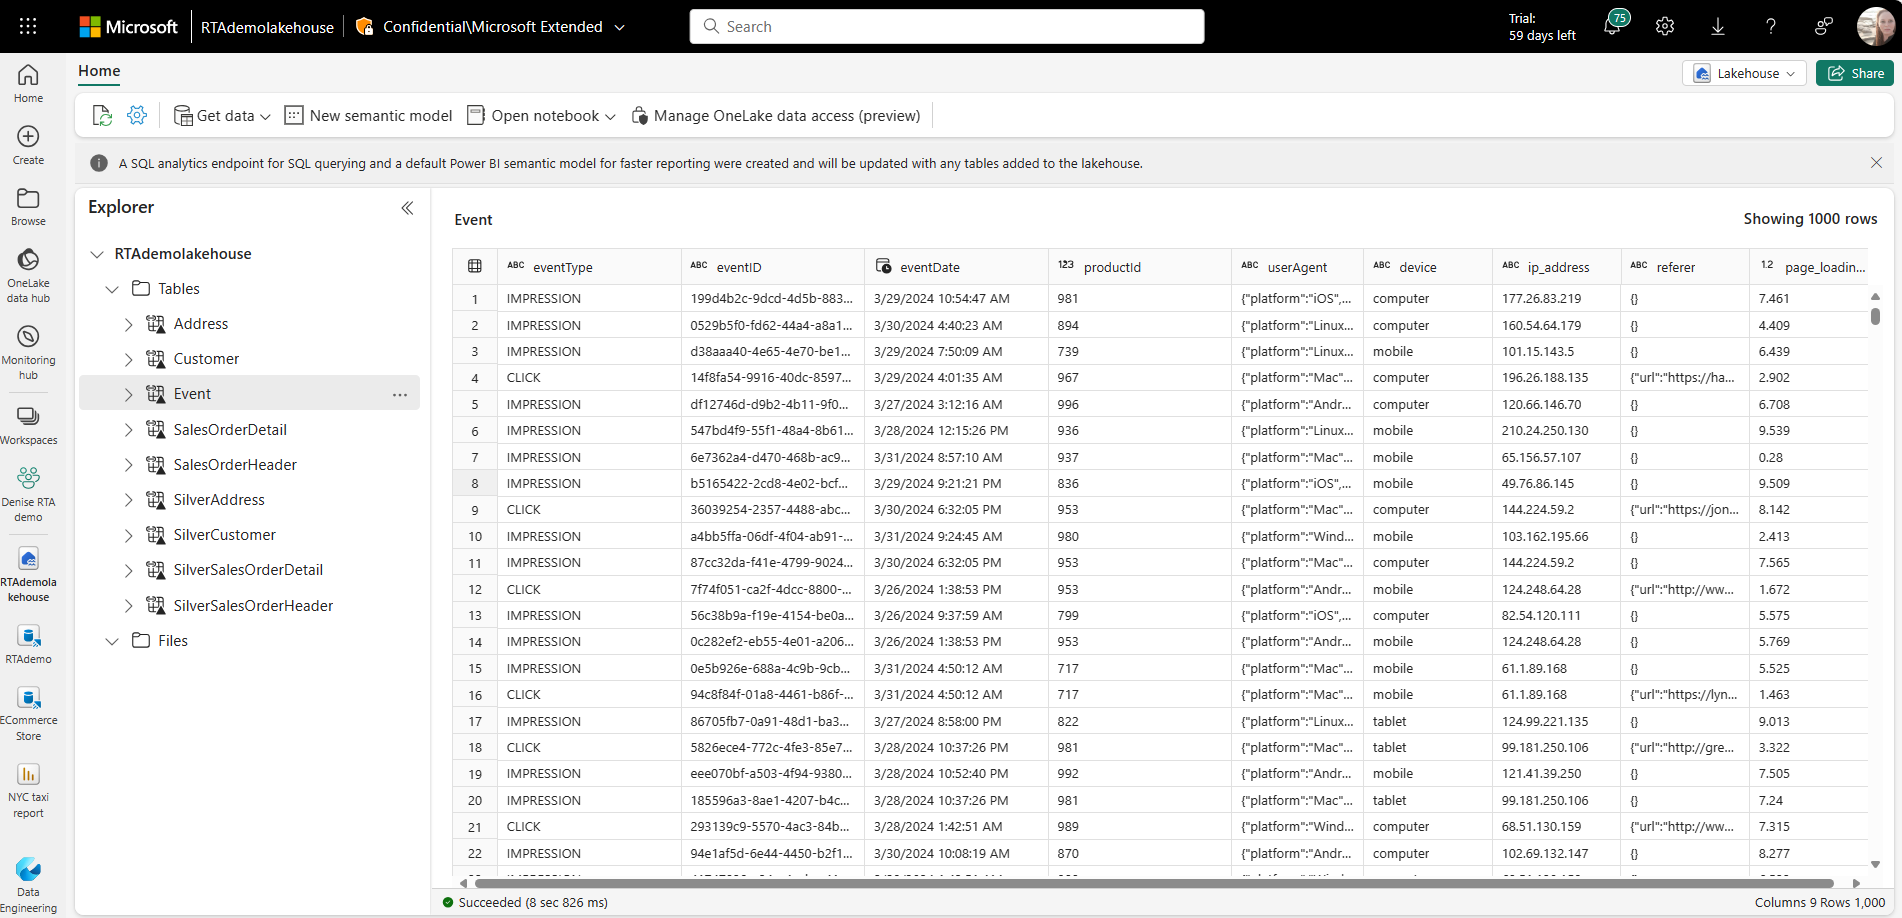 Microsoft RTAdemolakehouse Confidential\Microsoft Extended Search Trial: 59 days left 75
Home
Lakehouse Share
Get data New semantic model Open notebook Manage OneLake data access (preview)
A SQL analytics endpoint for SQL querying and a default Power BI semantic model for faster reporting were created and will be updated with any tables added to the lakehouse.
Home
Create
Browse
OneLake
data hub
Monitoring
hub
Workspaces
Denise RTA
demo
RTAdemola
kehouse
RTAdemo
ECommerce
Store
NYC taxi
report
Data
Engineering
Explorer
RTAdemolakehouse
Tables
Address
Customer
Event ...
SalesOrderDetail
SalesOrderHeader
SilverAddress
SilverCustomer
SilverSalesOrderDetail
SilverSalesOrderHeader
Files
Event Showing 1000 rows
ABC eventType ABC eventID eventDate 123 productId ABC userAgent ABC device ABC ip_address ABC referer 1.2 page_loadin...
1 IMPRESSION 199d4b2c-9dcd-4d5b-883... 3/29/2024 10:54:47 AM 981 {"platform":"iOS",... computer 177.26.83.219 {} 7.461
2 IMPRESSION 0529b5f0-fd62-44a4-a8a1... 3/30/2024 4:40:23 AM 894 {"platform":"Linux... computer 160.54.64.179 {} 4.409
3 IMPRESSION d38aaa40-4e65-4e70-be1... 3/29/2024 7:50:09 AM 739 {"platform":"Linux... mobile 101.15.143.5 {} 6.439
4 CLICK 14f8fa54-9916-40dc-8597... 3/29/2024 4:01:35 AM 967 {"platform":"Mac"... computer 196.26.188.135 {"url":"https://ha... 2.902
5 IMPRESSION df12746d-d9b2-4b11-9f0... 3/27/2024 3:12:16 AM 996 {"platform":"Andr... computer 120.66.146.70 {} 6.708
6 IMPRESSION 547bd4f9-55f1-48a4-8b61... 3/28/2024 12:15:26 PM 936 {"platform":"Linux... mobile 210.24.250.130 {} 9.539
7 IMPRESSION 6e7362a4-d470-468b-ac9... 3/31/2024 8:57:10 AM 937 {"platform":"Mac"... mobile 65.156.57.107 {} 0.28
8 IMPRESSION b5165422-2cd8-4e02-bcf... 3/29/2024 9:21:21 PM 836 {"platform":"iOS",... mobile 49.76.86.145 {} 9.509
9 CLICK 36039254-2357-4488-abc... 3/30/2024 6:32:05 PM 953 {"platform":"Mac"... computer 144.224.59.2 {"url":"https://jon... 8.142
10 IMPRESSION a4bb5ffa-06df-4f04-ab91-... 3/31/2024 9:24:45 AM 980 {"platform":"Wind... mobile 103.162.195.66 {} 2.413
11 IMPRESSION 87cc32da-f41e-4799-9024... 3/30/2024 6:32:05 PM 953 {"platform":"Mac"... computer 144.224.59.2 {} 7.565
12 CLICK 7f74f051-ca2f-4dcc-8800-... 3/26/2024 1:38:53 PM 953 {"platform":"Andr... mobile 124.248.64.28 {"url":"http://ww... 1.672
13 IMPRESSION 56c38b9a-f19e-4154-be0a... 3/26/2024 9:37:59 AM 799 {"platform":"iOS",... computer 82.54.120.111 {} 5.575
14 IMPRESSION 0c282ef2-eb55-4e01-a206... 3/26/2024 1:38:53 PM 953 {"platform":"Andr... mobile 124.248.64.28 {} 5.769
15 IMPRESSION 0e5b926e-688a-4c9b-9cb... 3/31/2024 4:50:12 AM 717 {"platform":"Mac"... mobile 61.1.89.168 {} 5.525
16 CLICK 94c8f84f-01a8-4461-b86f-... 3/31/2024 4:50:12 AM 717 {"platform":"Mac"... mobile 61.1.89.168 {"url":"https://lyn... 1.463
17 IMPRESSION 86705fb7-0a91-48d1-ba3... 3/27/2024 8:58:00 PM 822 {"platform":"Linux... tablet 124.99.221.135 {} 9.013
18 CLICK 5826ece4-772c-4fe3-85e7... 3/28/2024 10:37:26 PM 981 {"platform":"Mac"... tablet 99.181.250.106 {"url":"http://gre... 3.322
19 IMPRESSION eee070bf-a503-4f94-9380... 3/28/2024 10:52:40 PM 992 {"platform":"Andr... mobile 121.41.39.250 {} 7.505
20 IMPRESSION 185596a3-8ae1-4207-b4c... 3/28/2024 10:37:26 PM 981 {"platform":"Mac"... tablet 99.181.250.106 {} 7.24
21 CLICK 293139c9-5570-4ac3-84b... 3/28/2024 1:42:51 AM 989 {"platform":"Wind... computer 68.51.130.159 {"url":"http://ww... 7.315
22 IMPRESSION 94e1af5d-6e44-4450-b2f1... 3/30/2024 10:08:19 AM 870 {"platform":"Andr... computer 102.69.132.147 {} 8.277
Succeeded (8 sec 826 ms) Columns 9 Rows 1,000